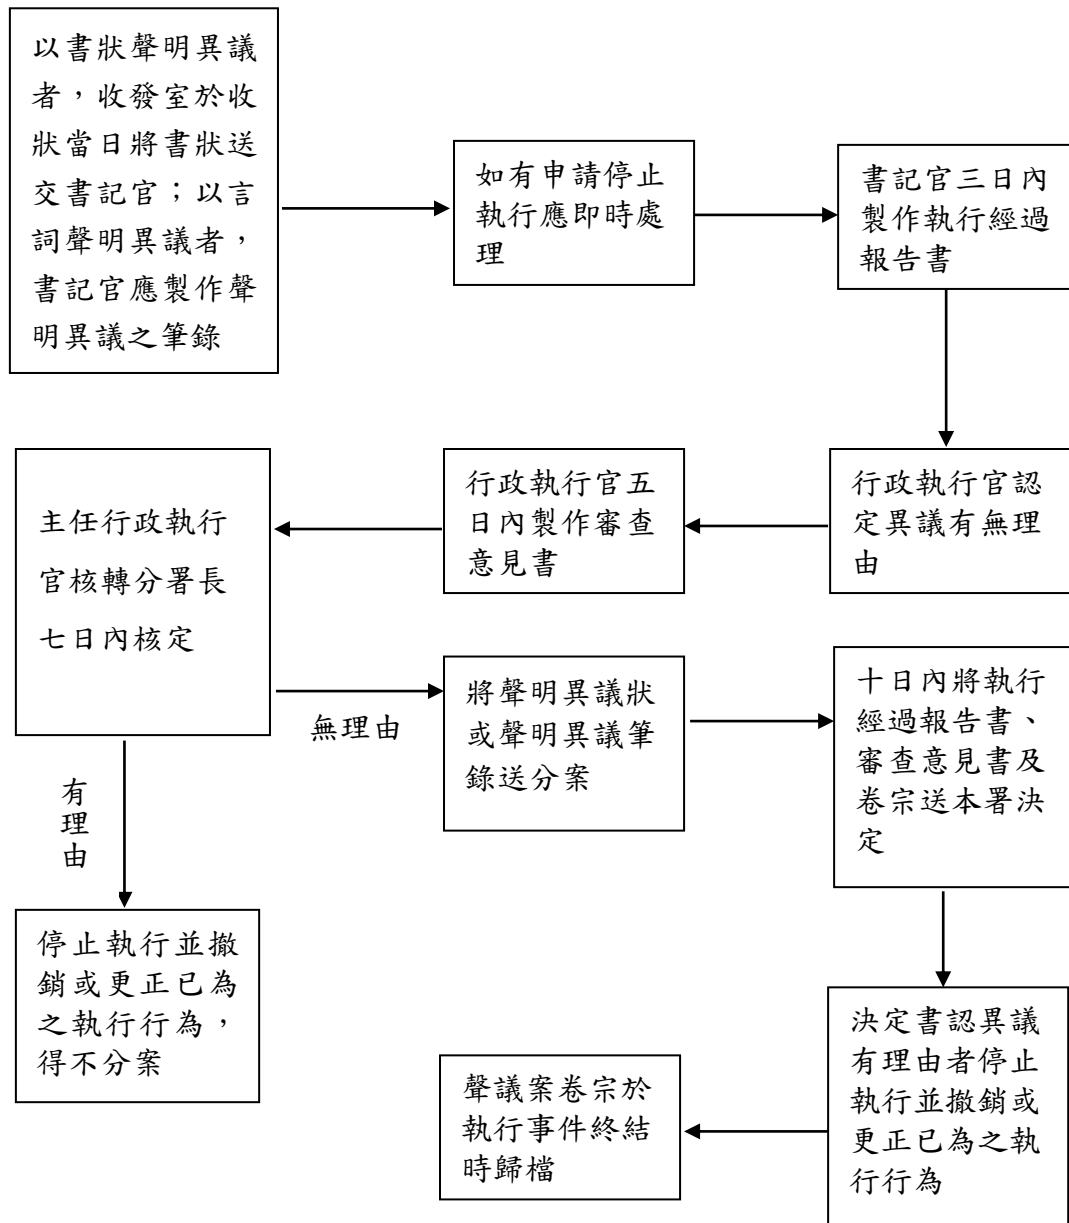 以書狀聲明異議
者，收發室於收
狀當日將書狀送
交書記官；以言
詞聲明異議者，
書記官應製作聲
明異議之筆錄
如有申請停止
執行應即時處
理
書記官三日內
製作執行經過
報告書
行政執行官認
定異議有無理
由
行政執行官五
日內製作審查
意見書
主任行政執行
官核轉分署長
七日內核定
無理由
將聲明異議狀
或聲明異議筆
錄送分案
十日內將執行
經過報告書、
審查意見書及
卷宗送本署決
定
有
理
由
停止執行並撤
銷或更正已為
之執行行為，
得不分案
決定書認異議
有理由者停止
執行並撤銷或
更正已為之執
行行為
聲議案卷宗於
執行事件終結
時歸檔